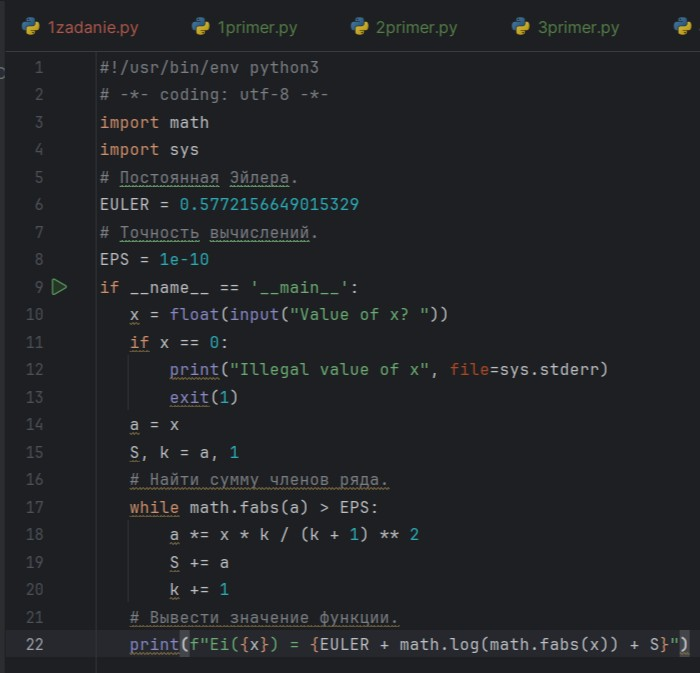 1zadanie.py 1primer.py 2primer.py 3primer.py
1 #!/usr/bin/env python3
2 # -*- coding: utf-8 -*-
3 import math
4 import sys
5 # Постоянная Эйлера.
6 EULER = 0.5772156649015329
7 # Точность вычислений.
8 EPS = 1e-10
9 if __name__ == '__main__':
10 x = float(input("Value of x? "))
11 if x == 0:
12 print("Illegal value of x", file=sys.stderr)
13 exit(1)
14 a = x
15 S, k = a, 1
16 # Найти сумму членов ряда.
17 while math.fabs(a) > EPS:
18 a *= x * k / (k + 1) ** 2
19 S += a
20 k += 1
21 # Вывести значение функции.
22 print(f"Ei({x}) = {EULER + math.log(math.fabs(x)) + S}")